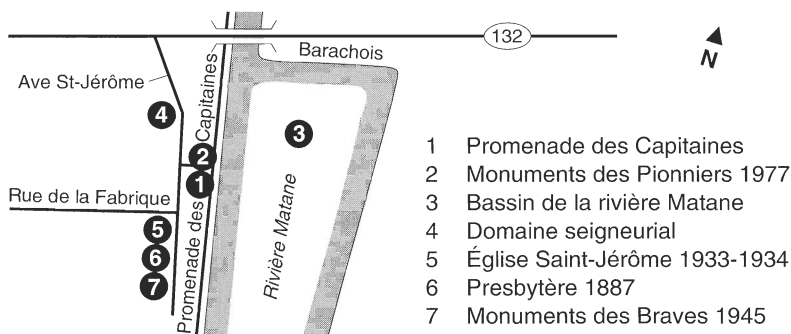 132
Barachois
N
Ave St-Jérôme
Promenade des Capitaines
4
3
2
1
Rue de la Fabrique
Rivière Matane
5
6
7
1 Promenade des Capitaines
2 Monuments des Pionniers 1977
3 Bassin de la rivière Matane
4 Domaine seigneurial
5 Église Saint-Jérôme 1933-1934
6 Presbytère 1887
7 Monuments des Braves 1945